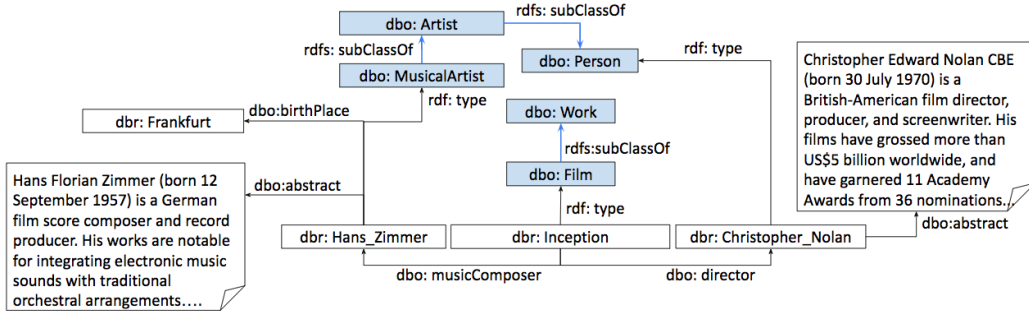 dbo: Artist
rdfs: subClassOf
rdfs: subClassOf
dbo: Person
rdf: type
dbo: MusicalArtist
rdf: type
dbo:birthPlace
dbr: Frankfurt
dbo: Work
rdfs:subClassOf
dbo: Film
rdf: type
dbo:abstract
Hans Florian Zimmer (born 12
September 1957) is a German
film score composer and record
producer. His works are notable
for integrating electronic music
sounds with traditional
orchestral arrangements….
Christopher Edward Nolan CBE
(born 30 July 1970) is a
British-American film director,
producer, and screenwriter. His
films have grossed more than
US$5 billion worldwide, and
have garnered 11 Academy
Awards from 36 nominations...
dbo:abstract
dbr: Hans_Zimmer
dbr: Inception
dbr: Christopher_Nolan
dbo: musicComposer
dbo: director